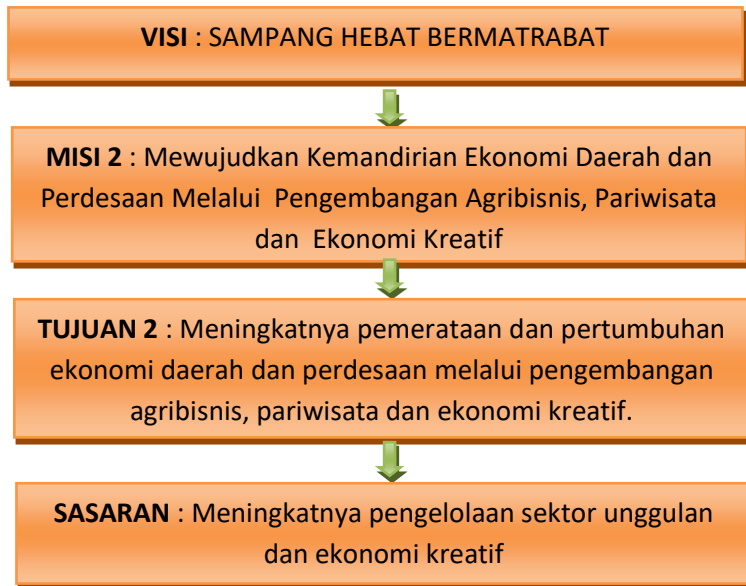 VISI : SAMPANG HEBAT BERMATRABAT
MISI 2 : Mewujudkan Kemandirian Ekonomi Daerah dan
Perdesaan Melalui Pengembangan Agribisnis, Pariwisata
dan Ekonomi Kreatif
TUJUAN 2 : Meningkatnya pemerataan dan pertumbuhan
ekonomi daerah dan perdesaan melalui pengembangan
agribisnis, pariwisata dan ekonomi kreatif.
SASARAN : Meningkatnya pengelolaan sektor unggulan
dan ekonomi kreatif